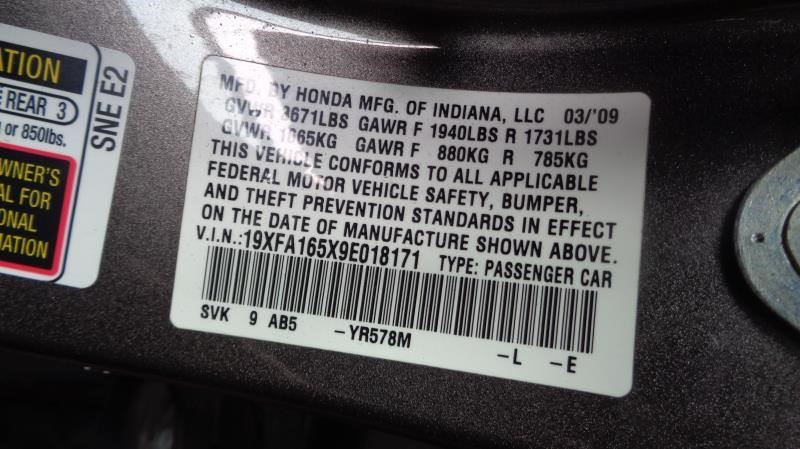 ATION
E REAR 3
g or 850lbs.
WNER'S
AL FOR
ONAL
MATION
SNE E2
MFD. BY HONDA MFG. OF INDIANA, LLC 03/'09
GVWR 3671LBS GAWR F 1940LBS R 1731LBS
GVWR 1665KG GAWR F 880KG R 785KG
THIS VEHICLE CONFORMS TO ALL APPLICABLE
FEDERAL MOTOR VEHICLE SAFETY, BUMPER,
AND THEFT PREVENTION STANDARDS IN EFFECT
ON THE DATE OF MANUFACTURE SHOWN ABOVE.
V.I.N.:19XFA165X9E018171 TYPE: PASSENGER CAR
SVK 9 AB5 -YR578M -L -E